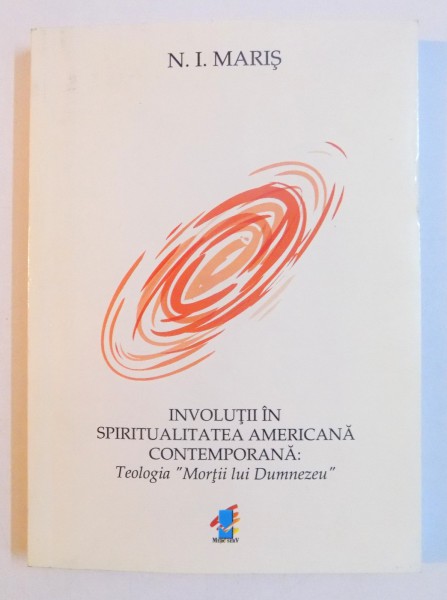 N. I. MARIŞ
INVOLUŢII ÎN
SPIRITUALITATEA AMERICANĂ
CONTEMPORANĂ:
Teologia "Morţii lui Dumnezeu"